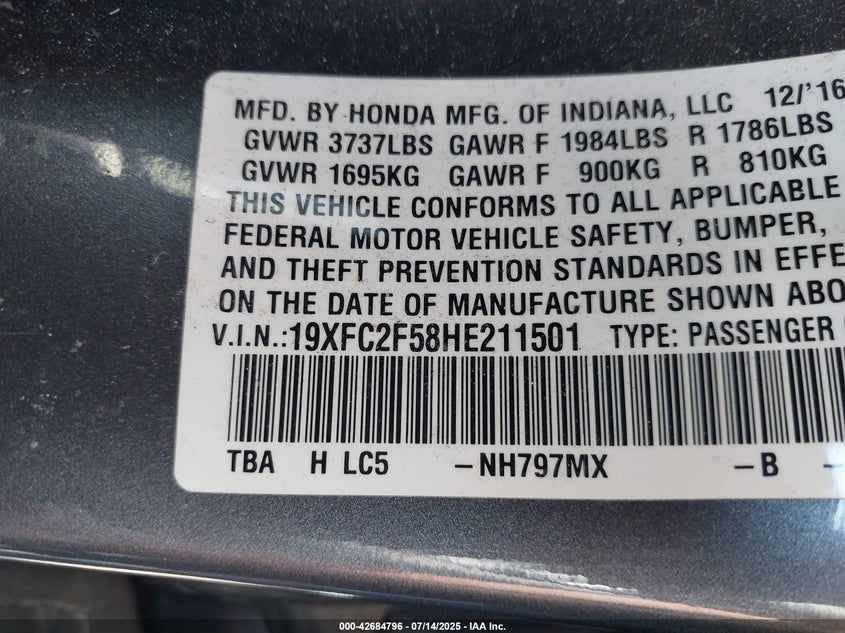 MFD. BY HONDA MFG. OF INDIANA, LLC 12/'16
GVWR 3737LBS GAWR F 1984LBS R 1786LBS
GVWR 1695KG GAWR F 900KG R 810KG
THIS VEHICLE CONFORMS TO ALL APPLICABLE
FEDERAL MOTOR VEHICLE SAFETY, BUMPER,
AND THEFT PREVENTION STANDARDS IN EFFE
ON THE DATE OF MANUFACTURE SHOWN ABO
V.I.N.:19XFC2F58HE211501 TYPE: PASSENGER
TBA H LC5 -NH797MX -B -
000-42684796 - 07/14/2025 - IAA Inc.